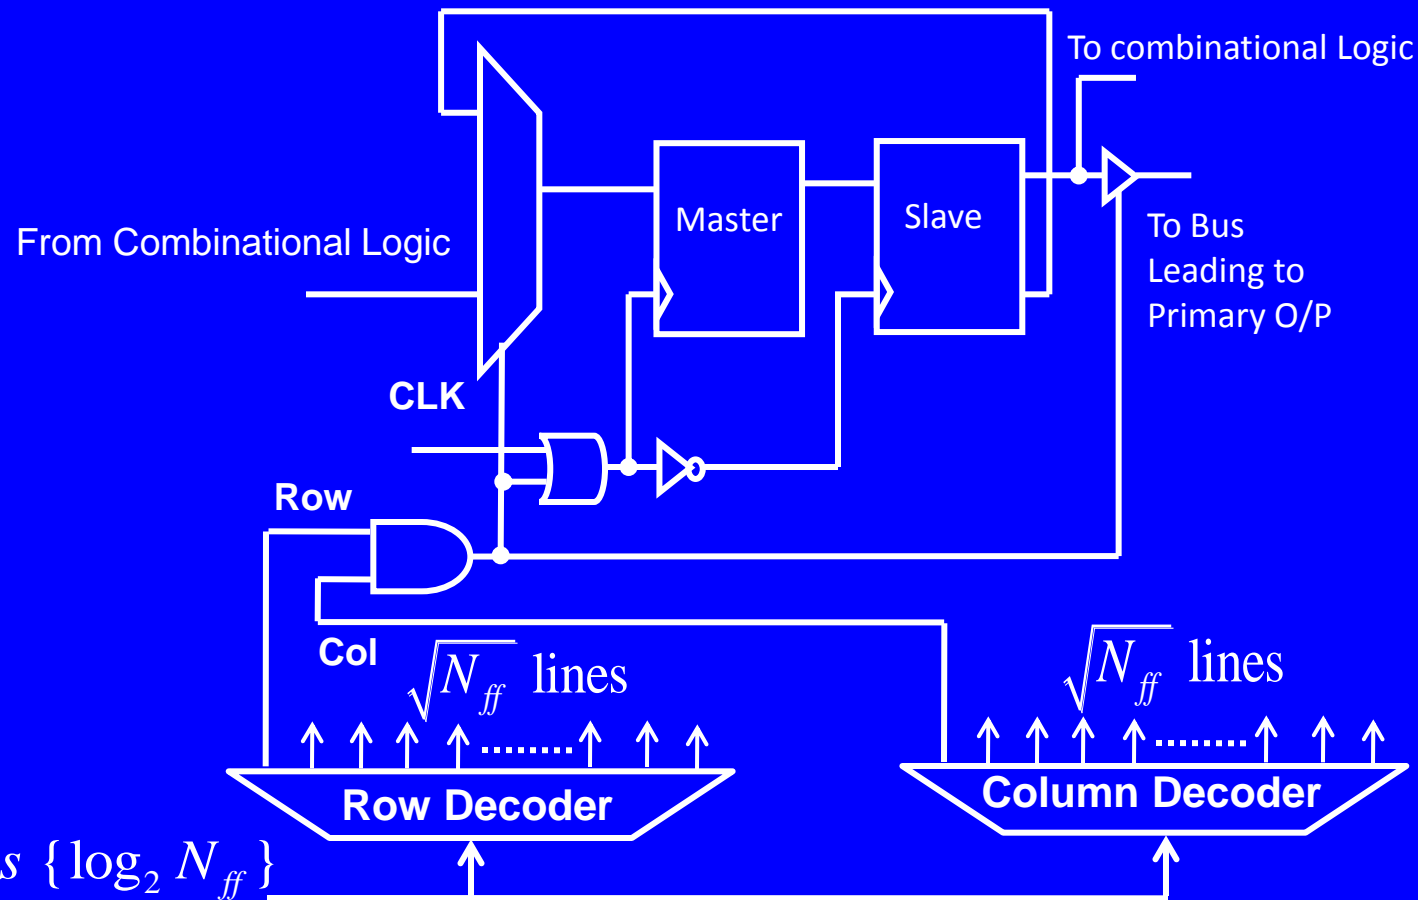 To combinational Logic
From Combinational Logic
Master
Slave
To Bus
Leading to
Primary O/P
CLK
Row
Col
√N_ff lines
√N_ff lines
Row Decoder
Column Decoder
s {log₂ N_ff}